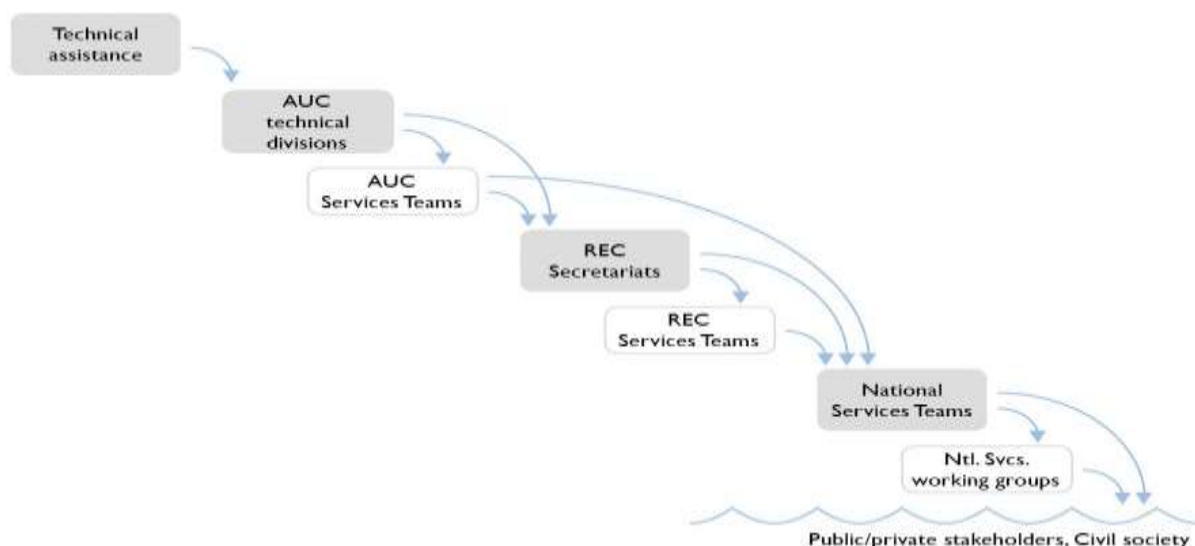 Technical
assistance
AUC
technical
divisions
AUC
Services Teams
REC
Secretariats
REC
Services Teams
National
Services Teams
Ntl. Svcs.
working groups
Public/private stakeholders, Civil society